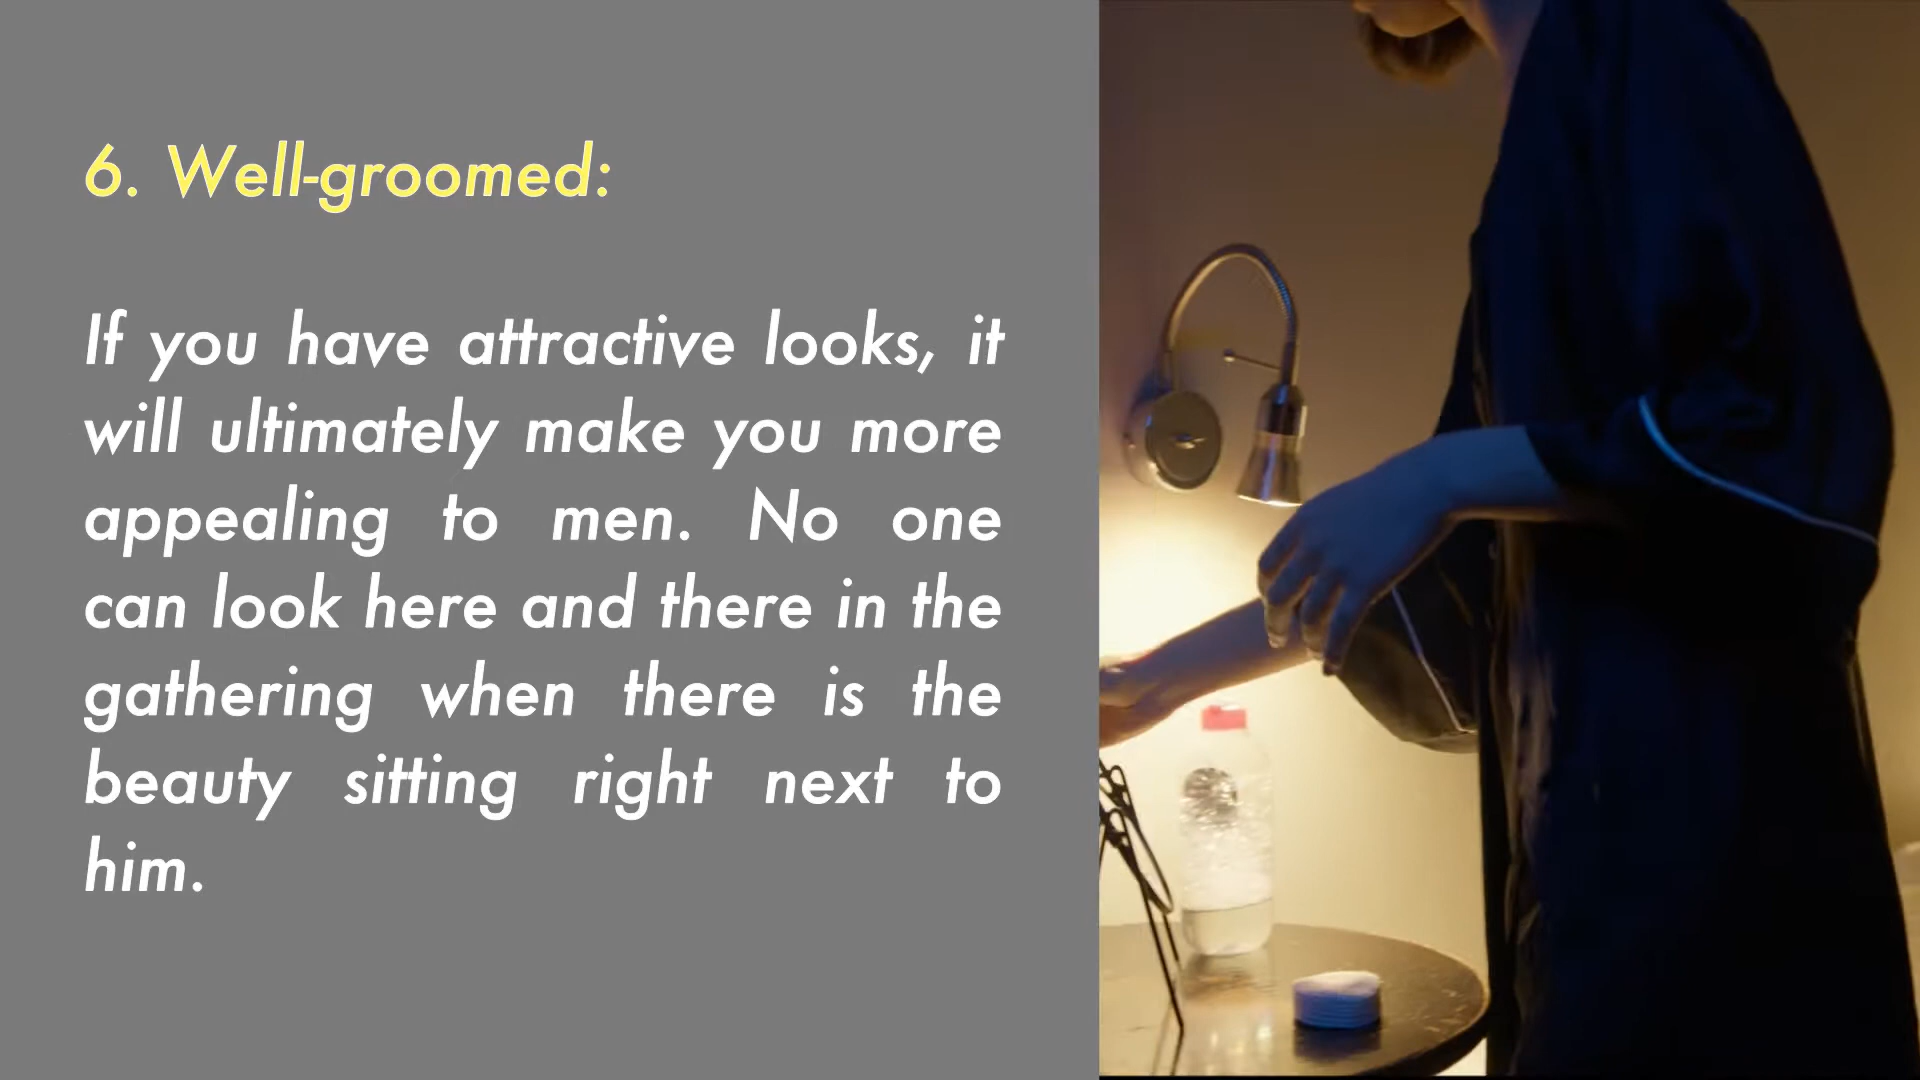 6. Well-groomed:
If you have attractive looks, it
will ultimately make you more
appealing to men. No one
can look here and there in the
gathering when there is the
beauty sitting right next to
him.